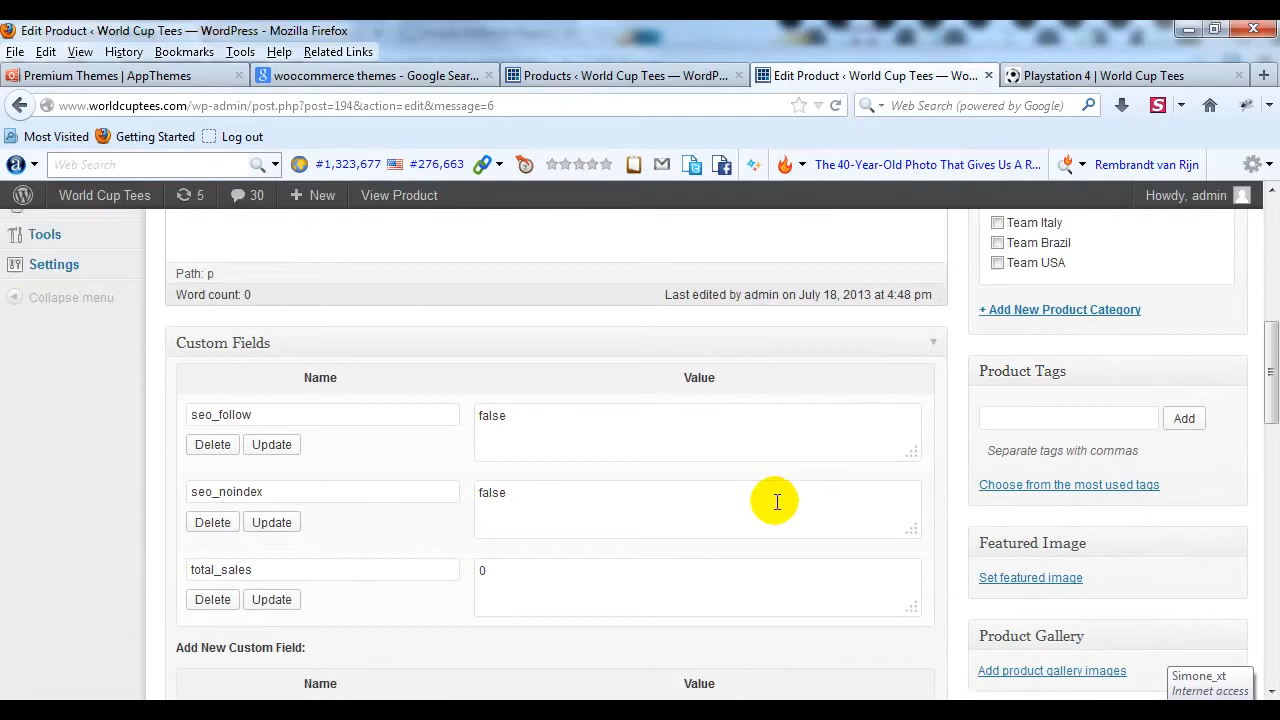 Edit Product ‹ World Cup Tees — WordPress - Mozilla Firefox
File Edit View History Bookmarks Tools Help Related Links
Premium Themes | AppThemes
woocommerce themes - Google Sear...
Products ‹ World Cup Tees — WordP...
Edit Product ‹ World Cup Tees — Wo...
Playstation 4 | World Cup Tees
www.worldcuptees.com/wp-admin/post.php?post=194&action=edit&message=6
Web Search (powered by Google)
Most Visited Getting Started Log out
Web Search
#1,323,677 #276,663
The 40-Year-Old Photo That Gives Us A R...
Rembrandt van Rijn
World Cup Tees 5 30 + New View Product
Howdy, admin
Tools
Settings
Collapse menu
Path: p
Word count: 0
Last edited by admin on July 18, 2013 at 4:48 pm
Custom Fields
Name Value
seo_follow false
Delete Update
seo_noindex false
Delete Update
total_sales 0
Delete Update
Add New Custom Field:
Name Value
Team Italy
Team Brazil
Team USA
+ Add New Product Category
Product Tags
Add
Separate tags with commas
Choose from the most used tags
Featured Image
Set featured image
Product Gallery
Add product gallery images
Simone_xt
Internet access